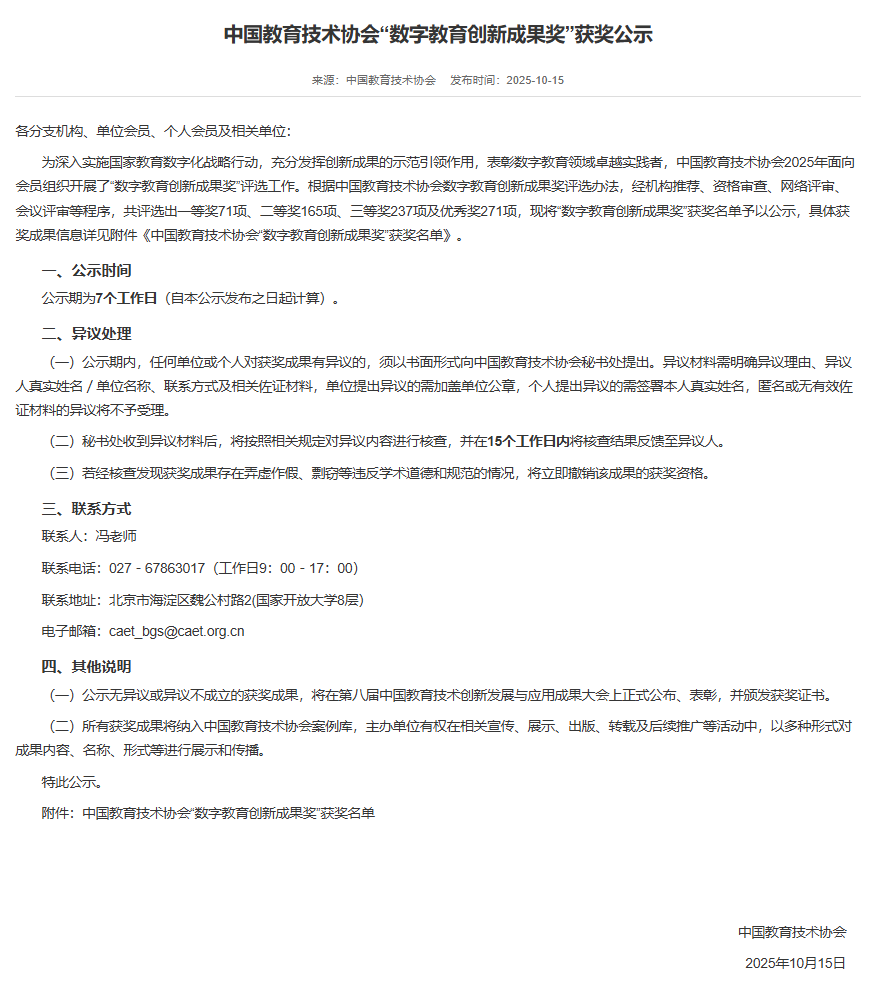 中国教育技术协会“数字教育创新成果奖”获奖公示
来源：中国教育技术协会 发布时间：2025-10-15
各分支机构、单位会员、个人会员及相关单位：
为深入实施国家教育数字化战略行动，充分发挥创新成果的示范引领作用，表彰数字教育领域卓越实践者，中国教育技术协会2025年面向
会员组织开展了“数字教育创新成果奖”评选工作。根据中国教育技术协会数字教育创新成果奖评选办法，经机构推荐、资格审查、网络评审、
会议评审等程序，共评选出一等奖71项、二等奖165项、三等奖237项及优秀奖271项，现将“数字教育创新成果奖”获奖名单予以公示，具体获
奖成果信息详见附件《中国教育技术协会“数字教育创新成果奖”获奖名单》。
一、公示时间
公示期为7个工作日（自本公示发布之日起计算）。
二、异议处理
（一）公示期内，任何单位或个人对获奖成果有异议的，须以书面形式向中国教育技术协会秘书处提出。异议材料需明确异议理由、异议
人真实姓名 / 单位名称、联系方式及相关佐证材料，单位提出异议的需加盖单位公章，个人提出异议的需签署本人真实姓名，匿名或无有效佐
证材料的异议将不予受理。
（二）秘书处收到异议材料后，将按照相关规定对异议内容进行核查，并在15个工作日内将核查结果反馈至异议人。
（三）若经核查发现获奖成果存在弄虚作假、剽窃等违反学术道德和规范的情况，将立即撤销该成果的获奖资格。
三、联系方式
联系人：冯老师
联系电话：027 - 67863017（工作日9：00 - 17：00）
联系地址：北京市海淀区魏公村路2(国家开放大学8层)
电子邮箱：caet_bgs@caet.org.cn
四、其他说明
（一）公示无异议或异议不成立的获奖成果，将在第八届中国教育技术创新发展与应用成果大会上正式公布、表彰，并颁发获奖证书。
（二）所有获奖成果将纳入中国教育技术协会案例库，主办单位有权在相关宣传、展示、出版、转载及后续推广等活动中，以多种形式对
成果内容、名称、形式等进行展示和传播。
特此公示。
附件：中国教育技术协会“数字教育创新成果奖”获奖名单
中国教育技术协会
2025年10月15日